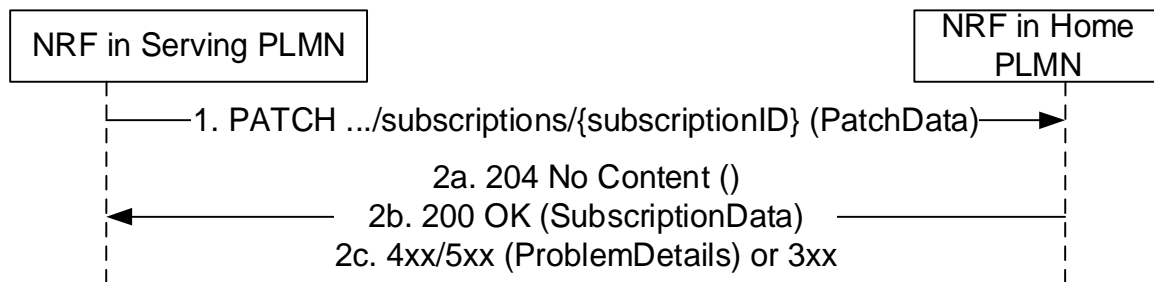 NRF in Serving PLMN
NRF in Home
PLMN
1. PATCH .../subscriptions/{subscriptionID} (PatchData)
2a. 204 No Content ()
2b. 200 OK (SubscriptionData)
2c. 4xx/5xx (ProblemDetails) or 3xx